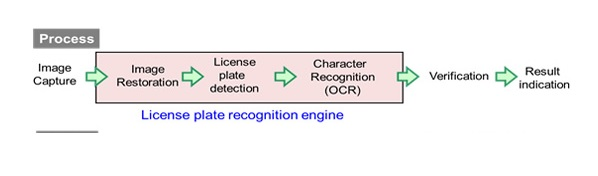 Process
Image
Capture
Image
Restoration
License
plate
detection
Character
Recognition
(OCR)
Verification
Result
indication
License plate recognition engine